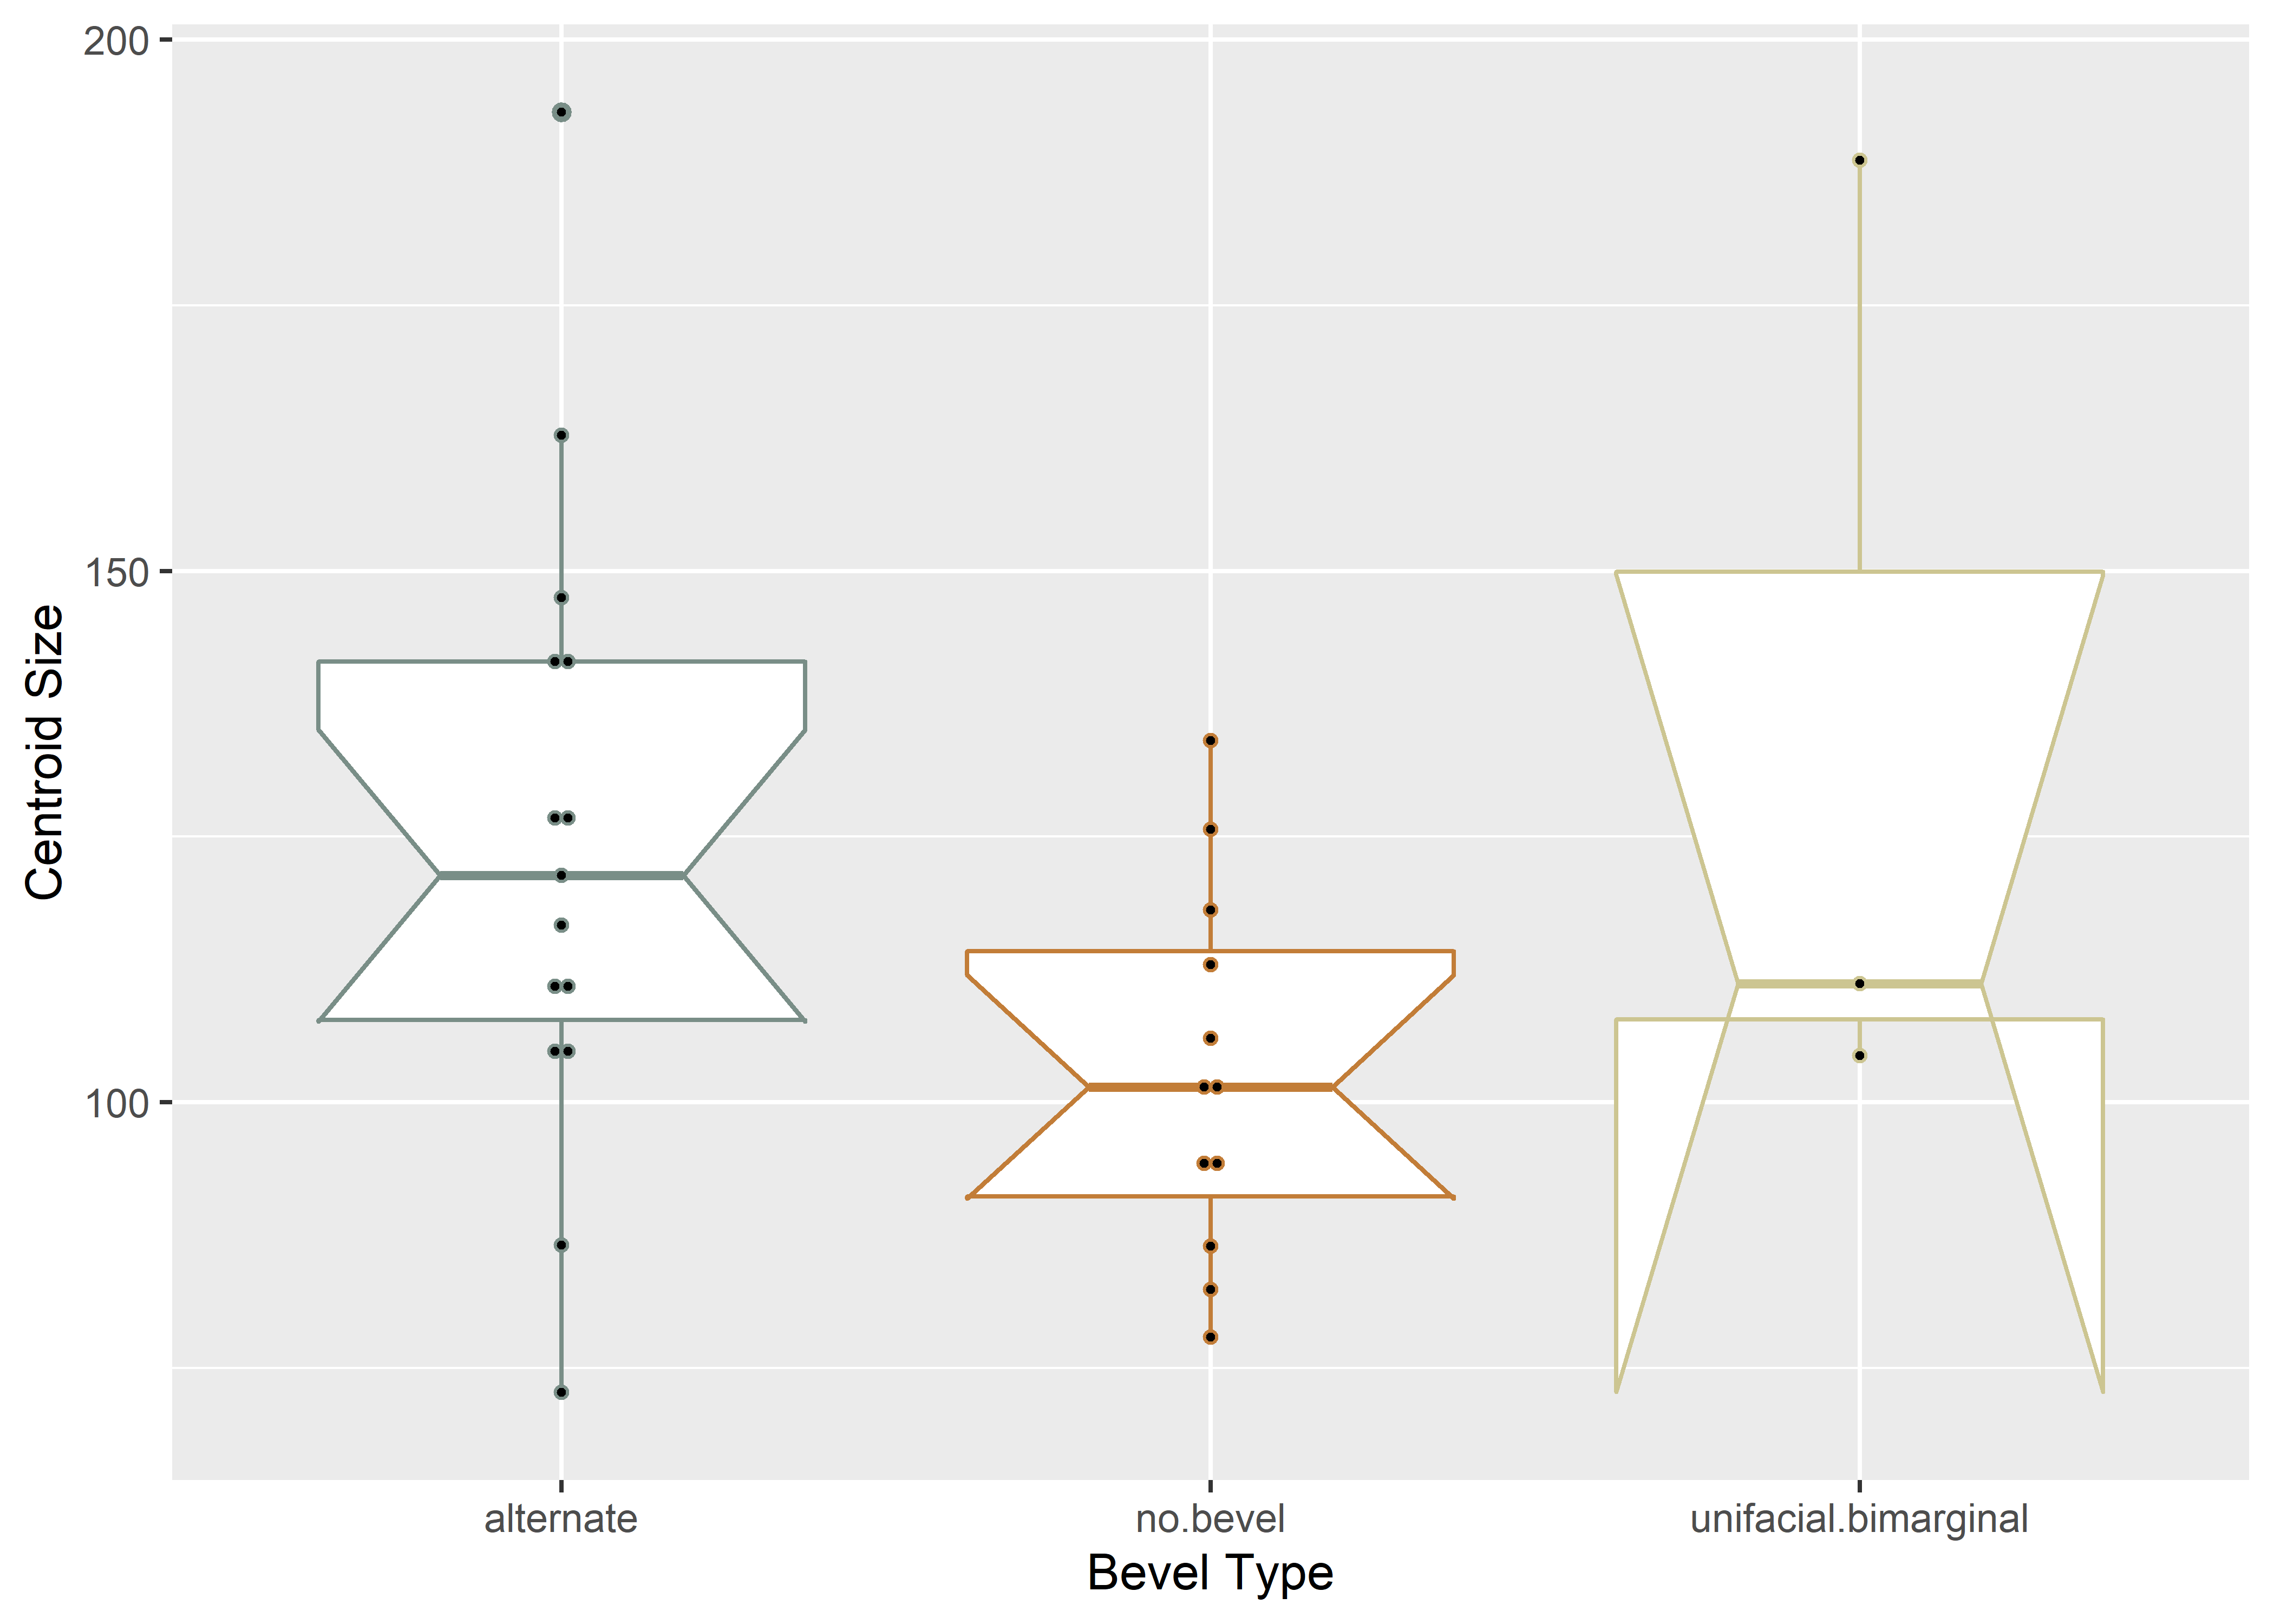 200
150
100
Centroid Size
alternate
no.bevel
unifacial.bimarginal
Bevel Type